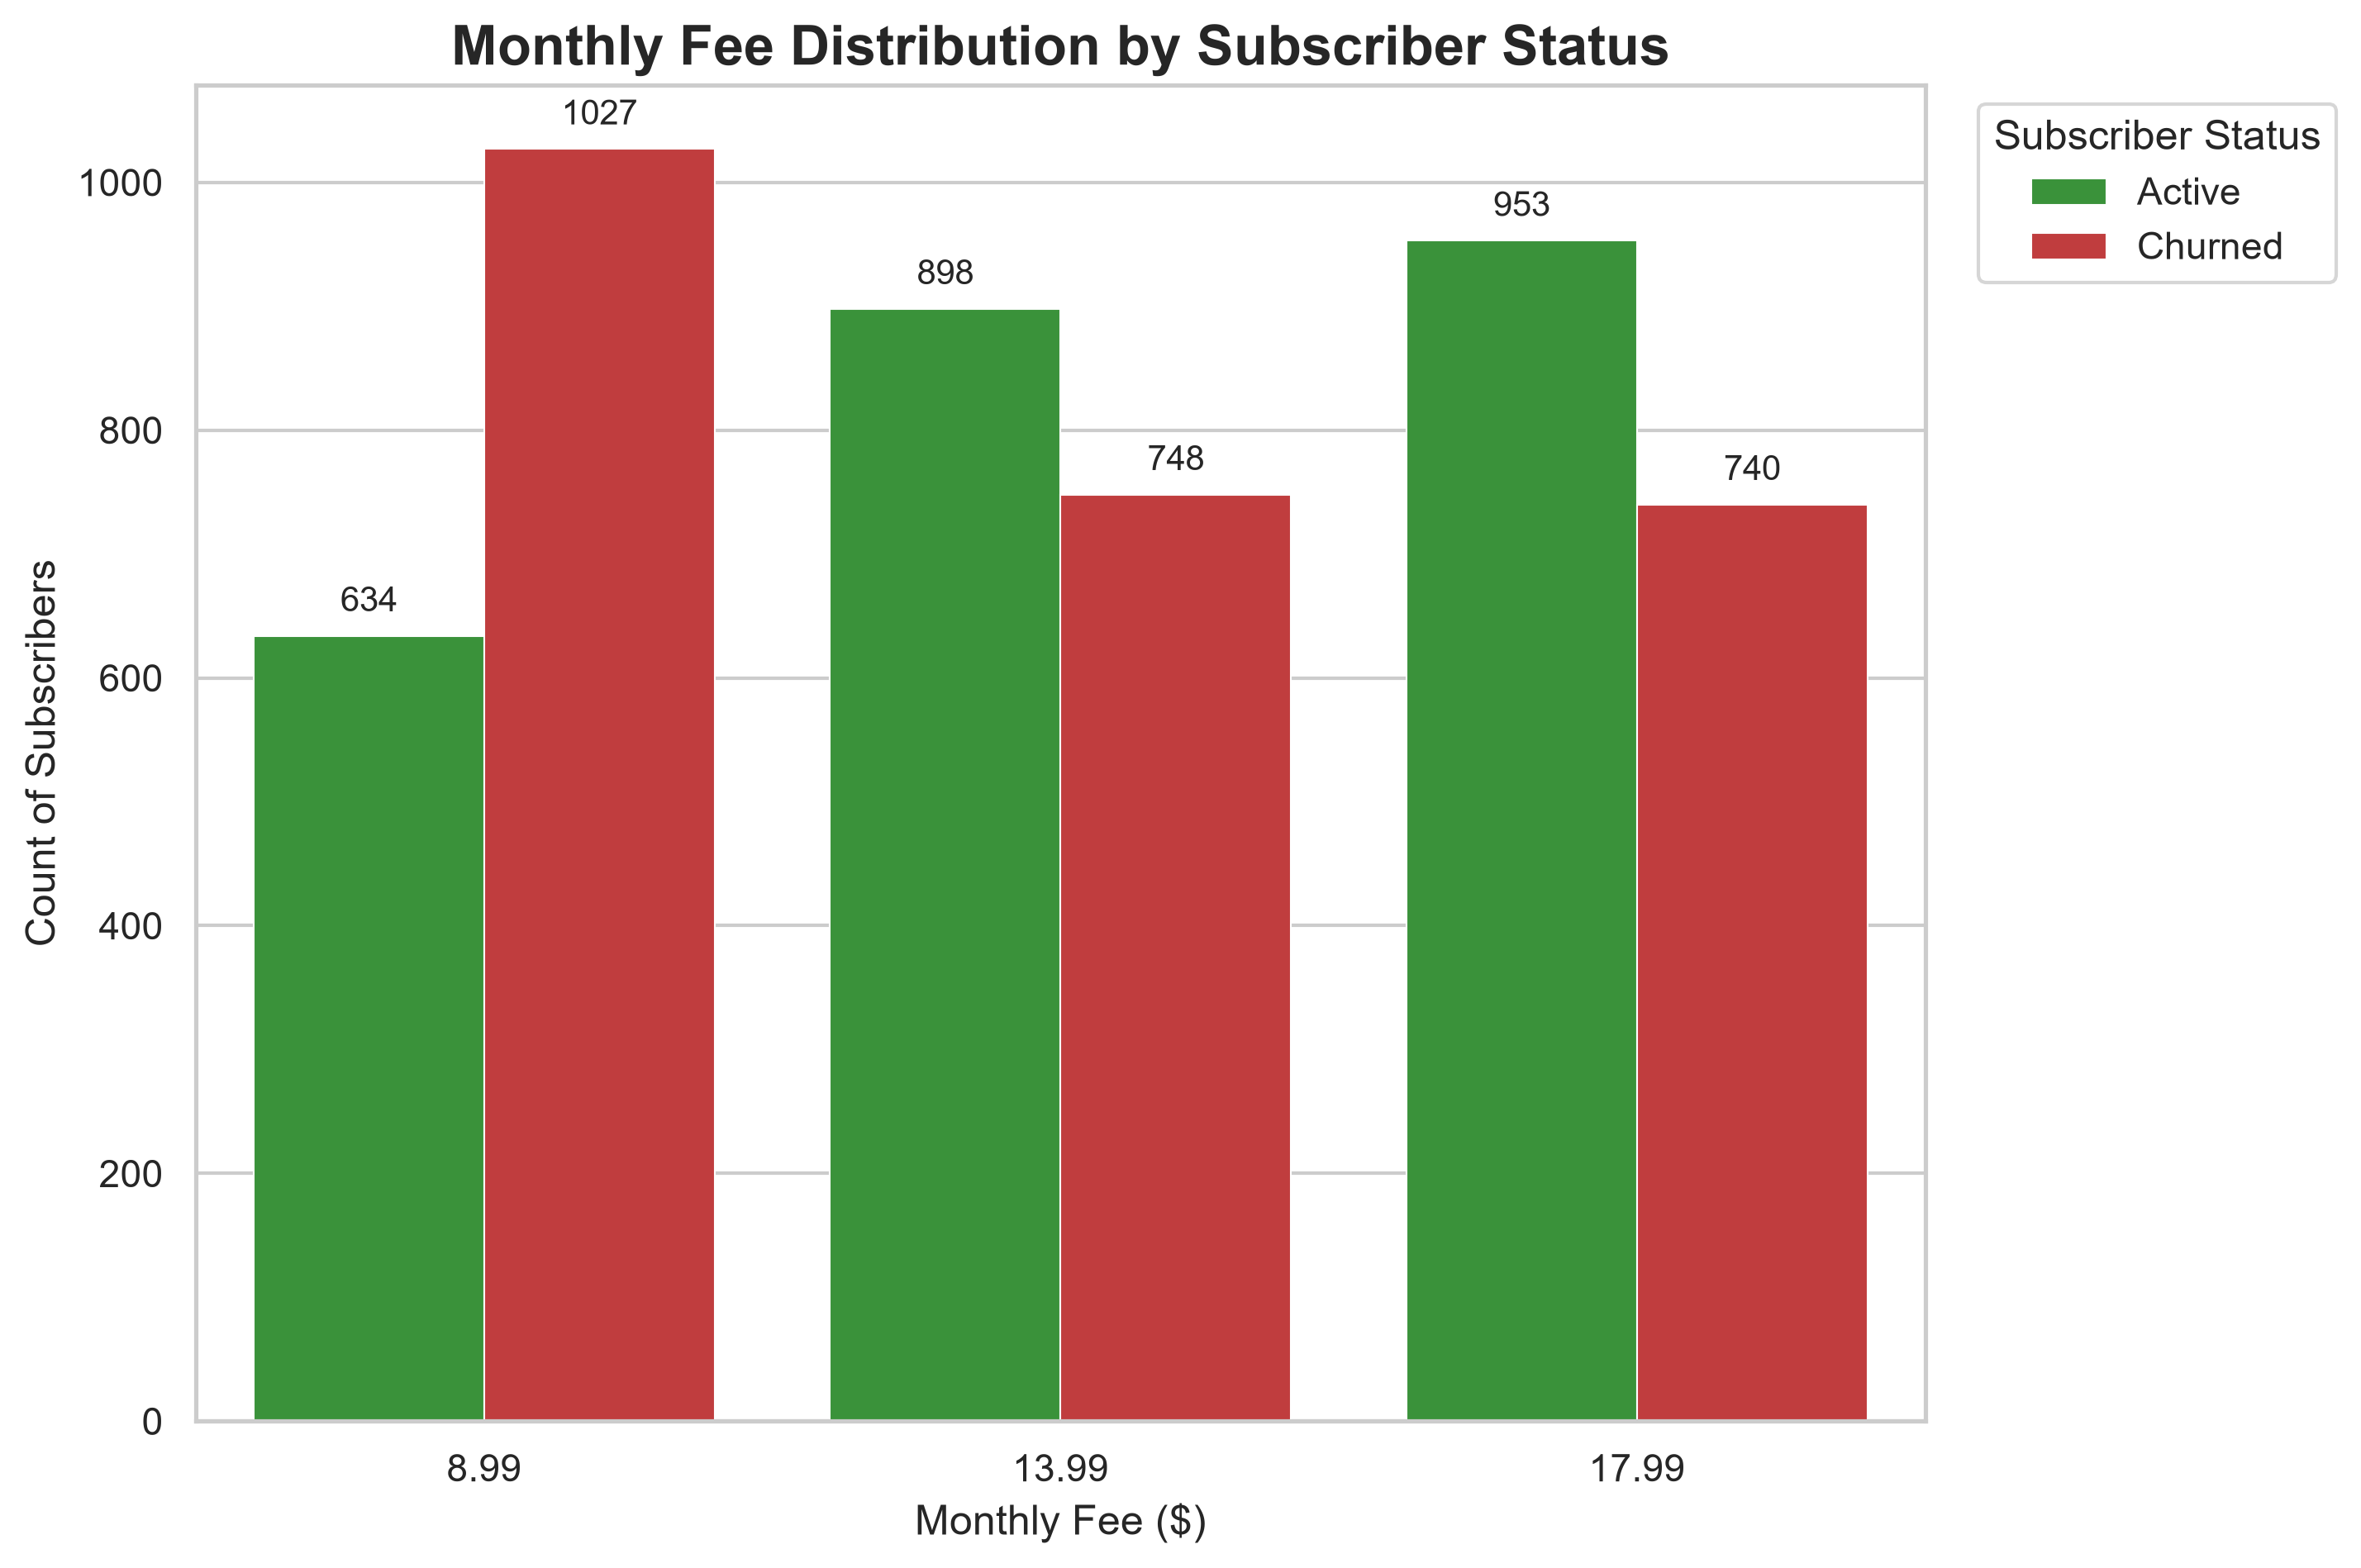 Monthly Fee Distribution by Subscriber Status
Subscriber Status
Active
Churned
Count of Subscribers
1000
800
600
400
200
0
634
1027
898
748
953
740
8.99
13.99
17.99
Monthly Fee ($)